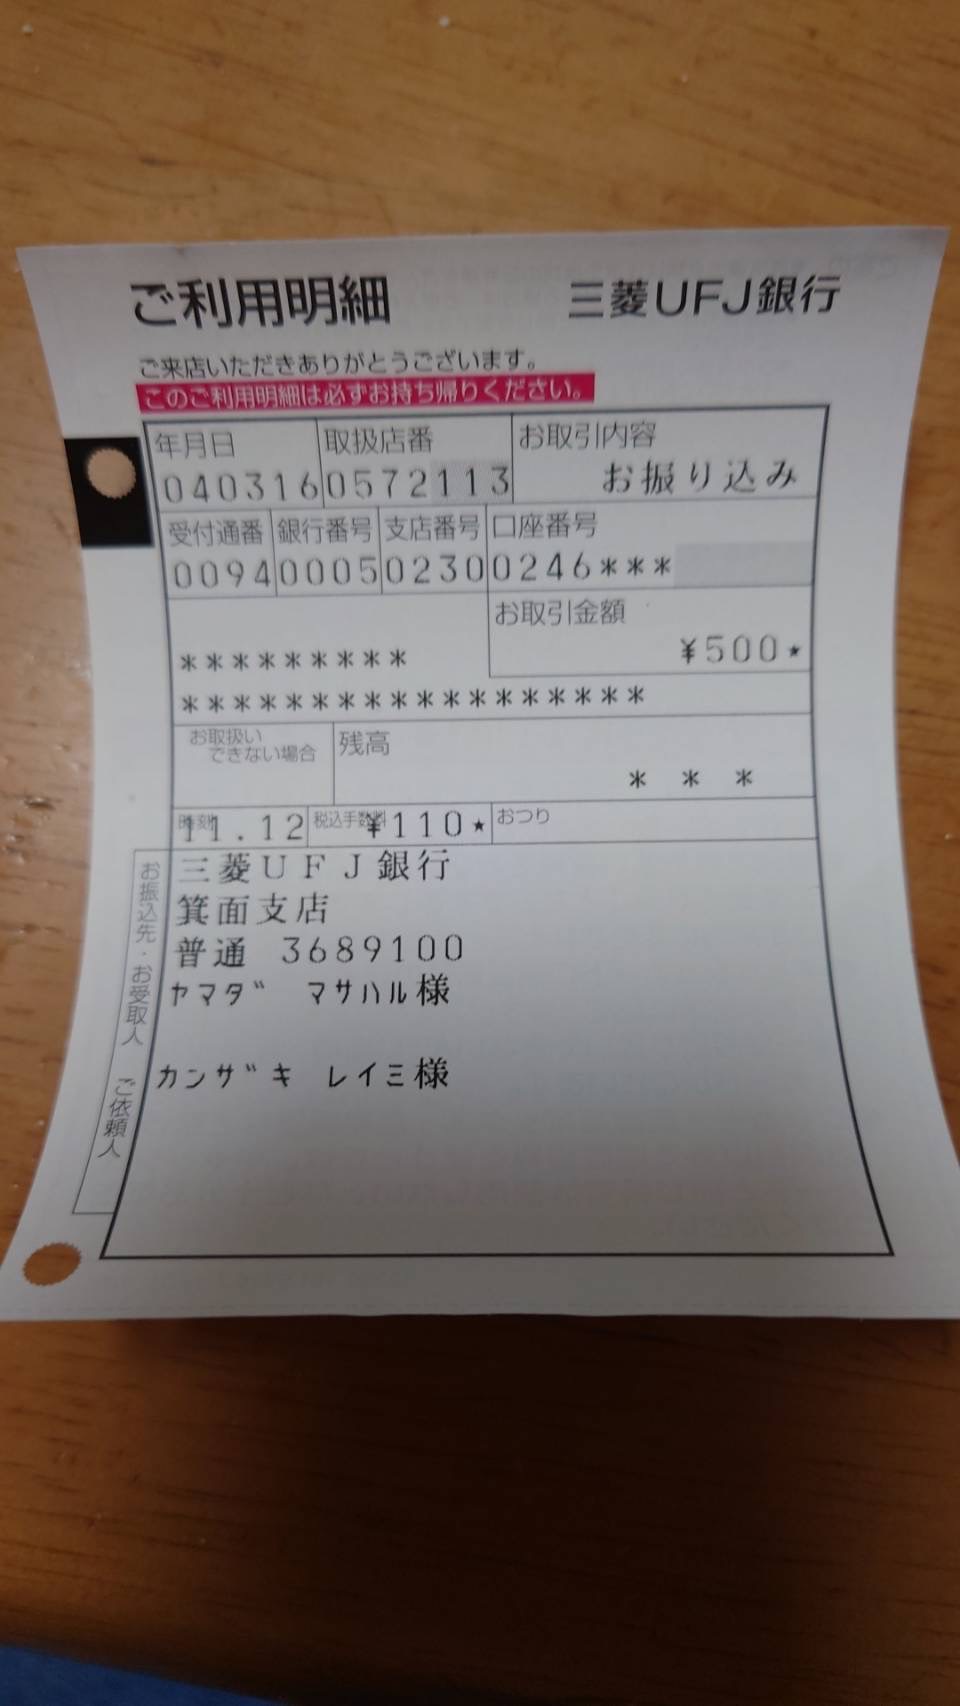 ご利用明細 三菱UFJ銀行
ご来店いただきありがとうございます。
このご利用明細は必ずお持ち帰りください。
年月日 取扱店番 お取引内容
040316 0572113 お振り込み
受付通番 銀行番号 支店番号 口座番号
0094 0005 0230 0246***
お取引金額
¥500★
*********
******************
お取扱いできない場合 残高
* * *
時刻 11.12 税込手数料 ¥110★ おつり
お振込先・お受取人
三菱UFJ銀行
箕面支店
普通 3689100
ヤマダ マサハル様
ご依頼人
カンザキ レイミ様